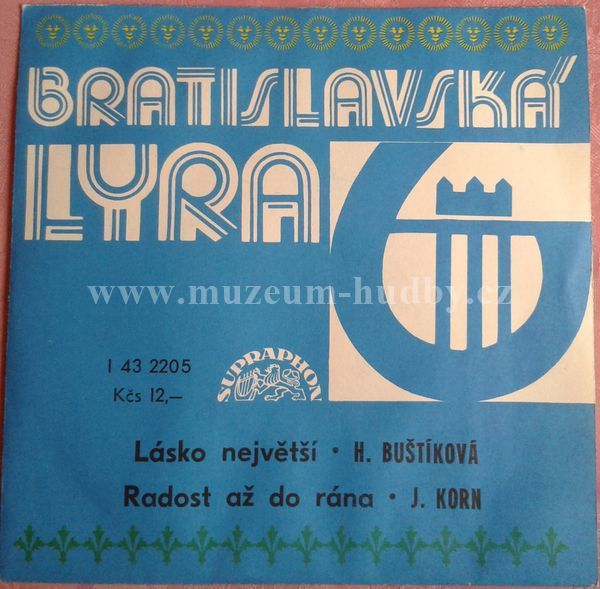 BRATISLAVSKÁ
LYRA
www.muzeum-hudby.cz
1 43 2205
Kčs 12,–
SUPRAPHON
Lásko největší • H. BUŠTÍKOVÁ
Radost až do rána • J. KORN